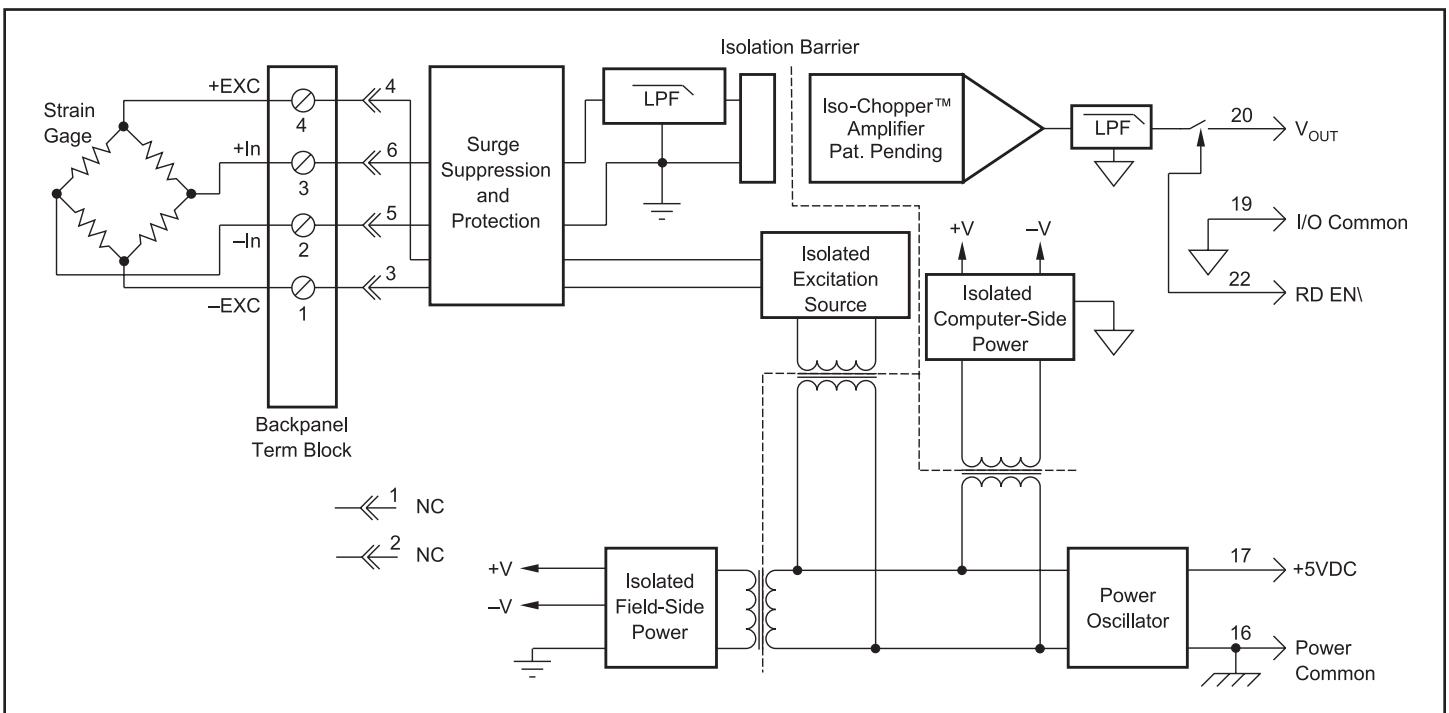 Isolation Barrier
+EXC
Strain
Gage
4
4
LPF
Iso-Chopper™
Amplifier
Pat. Pending
LPF
20
V_OUT
+In
3
6
Surge
Suppression
and
Protection
–In
2
5
19
I/O Common
+V
–V
Isolated
Excitation
Source
–EXC
1
3
22
RD EN\
Isolated
Computer-Side
Power
Backpanel
Term Block
1
NC
2
NC
+V
–V
Isolated
Field-Side
Power
Power
Oscillator
17
+5VDC
16
Power
Common